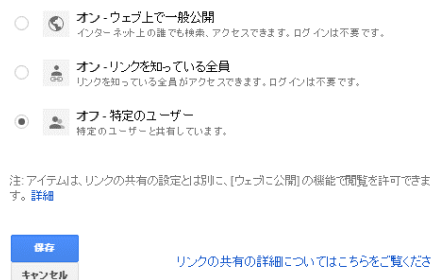 オン - ウェブ上で一般公開
インターネット上の誰でも検索、アクセスできます。ログインは不要です。
オン - リンクを知っている全員
リンクを知っている全員がアクセスできます。ログインは不要です。
オフ - 特定のユーザー
特定のユーザーと共有しています。
注: アイテムは、リンクの共有の設定とは別に、[ウェブに公開] の機能で閲覧を許可できま
す。 詳細
保存
リンクの共有の詳細についてはこちらをご覧くださ
キャンセル